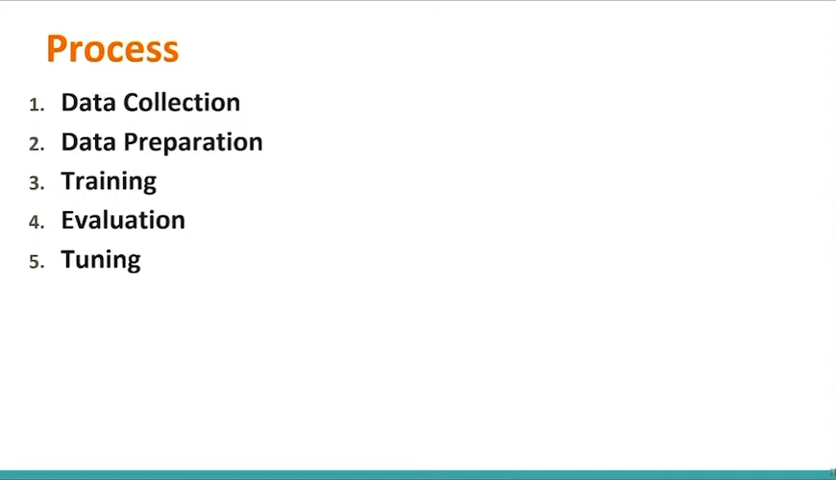 Process
1. Data Collection
2. Data Preparation
3. Training
4. Evaluation
5. Tuning